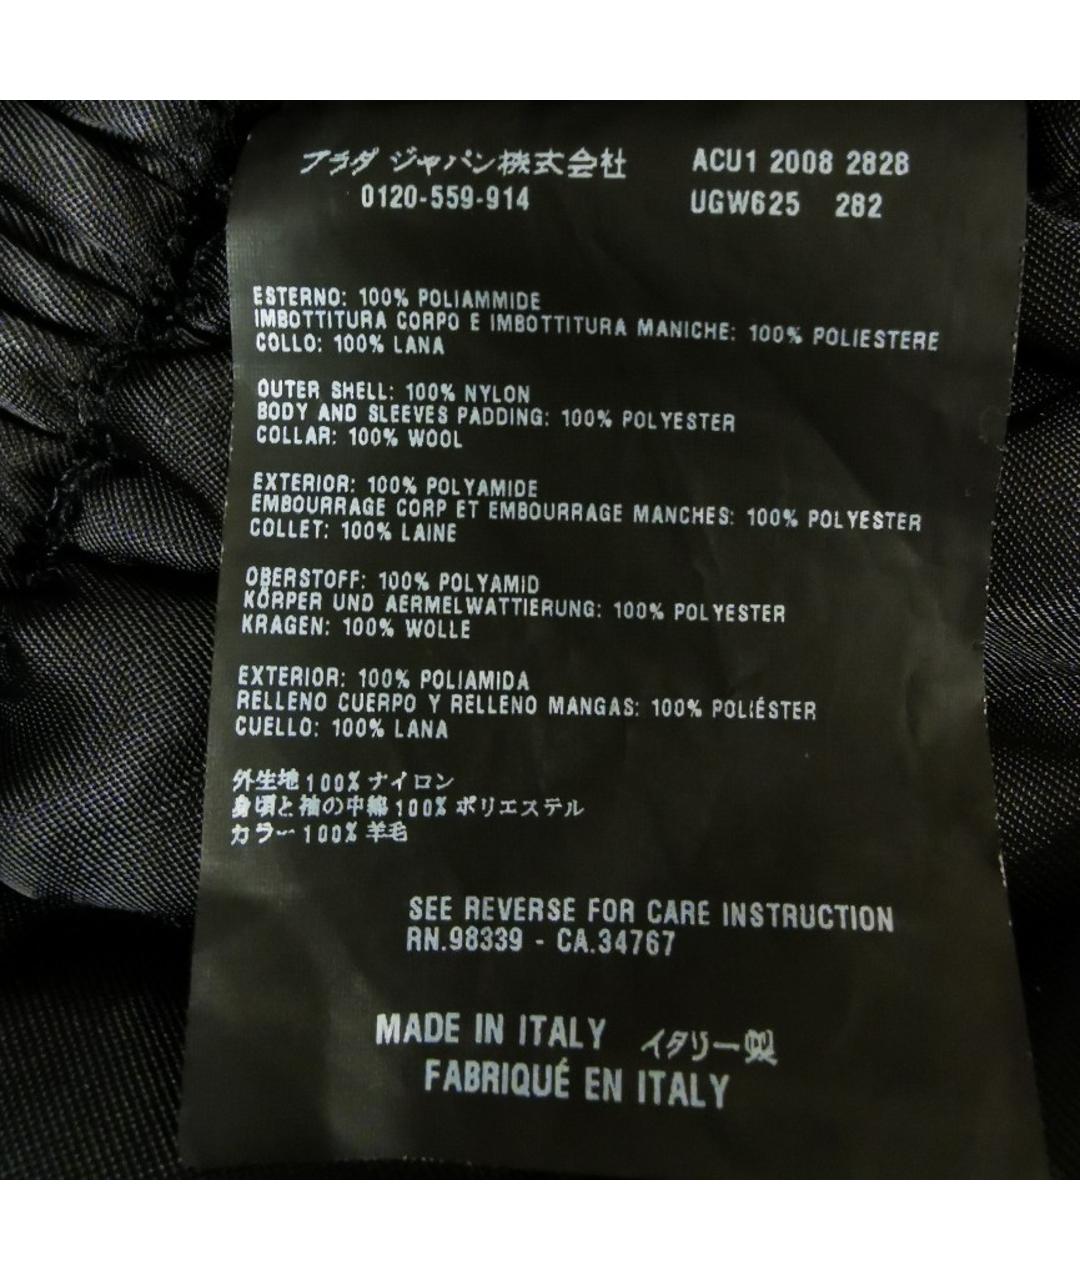 プラダ ジャパン株式会社
0120-559-914
ACU1 2008 2828
UGW625 282
ESTERNO: 100% POLIAMMIDE
IMBOTTITURA CORPO E IMBOTTITURA MANICHE: 100% POLIESTERE
COLLO: 100% LANA
OUTER SHELL: 100% NYLON
BODY AND SLEEVES PADDING: 100% POLYESTER
COLLAR: 100% WOOL
EXTERIOR: 100% POLYAMIDE
EMBOURRAGE CORP ET EMBOURRAGE MANCHES: 100% POLYESTER
COLLET: 100% LAINE
OBERSTOFF: 100% POLYAMID
KÖRPER UND AERMELWATTIERUNG: 100% POLYESTER
KRAGEN: 100% WOLLE
EXTERIOR: 100% POLIAMIDA
RELLENO CUERPO Y RELLENO MANGAS: 100% POLIÉSTER
CUELLO: 100% LANA
外生地100%ナイロン
身頃と袖の中綿100%ポリエステル
カラー100%羊毛
SEE REVERSE FOR CARE INSTRUCTION
RN.98339 - CA.34767
MADE IN ITALY イタリー製
FABRIQUÉ EN ITALY